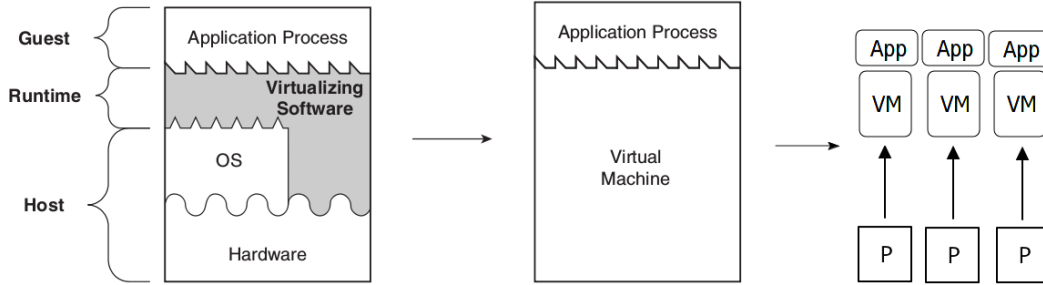 Guest
Runtime
Host
Application Process
Virtualizing
Software
OS
Hardware
Application Process
Virtual
Machine
App App App
VM VM VM
P P P